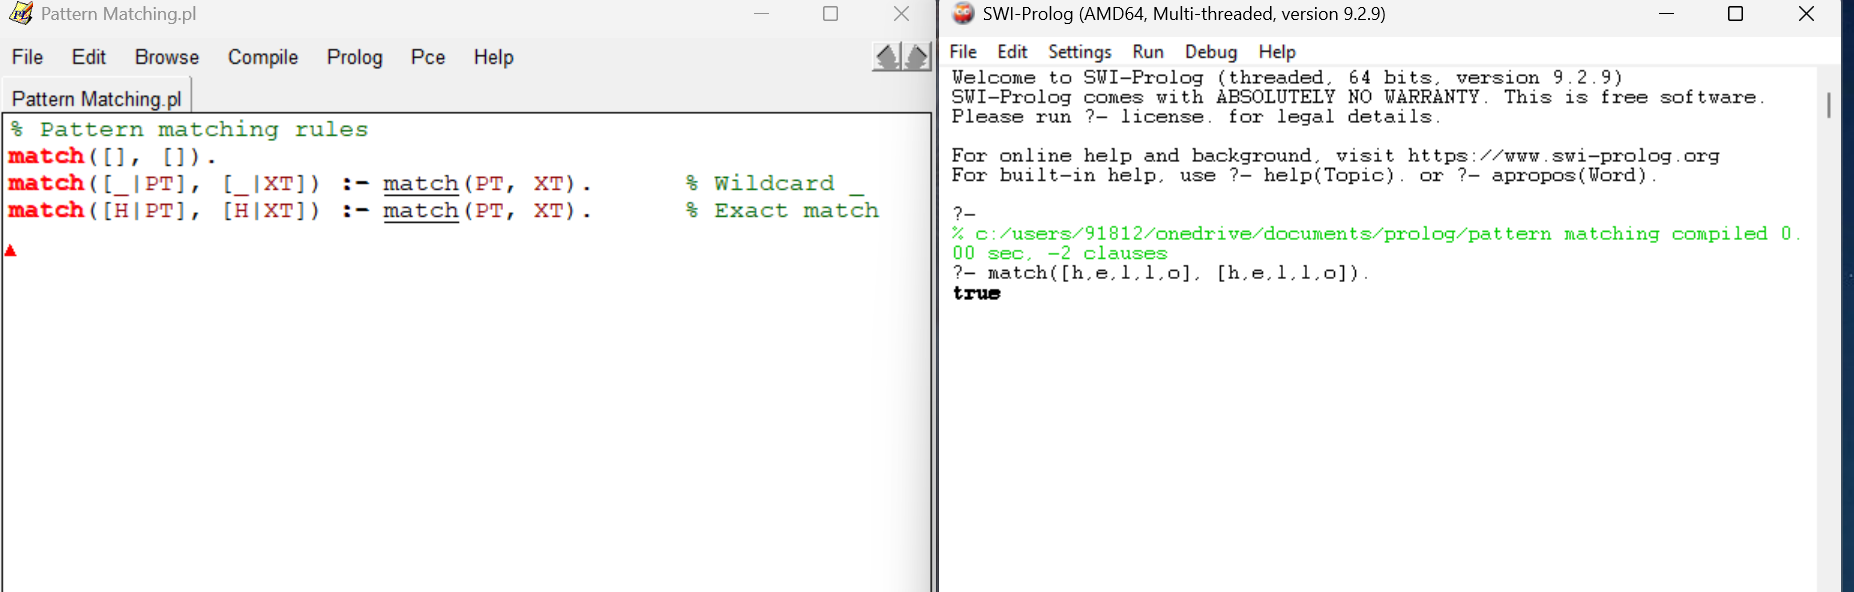 Pattern Matching.pl
File Edit Browse Compile Prolog Pce Help
Pattern Matching.pl
% Pattern matching rules
match([], []).
match([_|PT], [_|XT]) :- match(PT, XT).      % Wildcard _
match([H|PT], [H|XT]) :- match(PT, XT).      % Exact match
SWI-Prolog (AMD64, Multi-threaded, version 9.2.9)
File Edit Settings Run Debug Help
Welcome to SWI-Prolog (threaded, 64 bits, version 9.2.9)
SWI-Prolog comes with ABSOLUTELY NO WARRANTY. This is free software.
Please run ?- license. for legal details.
For online help and background, visit https://www.swi-prolog.org
For built-in help, use ?- help(Topic). or ?- apropos(Word).
?-
% c:/users/91812/onedrive/documents/prolog/pattern matching compiled 0.
00 sec, -2 clauses
?- match([h,e,l,l,o], [h,e,l,l,o]).
true